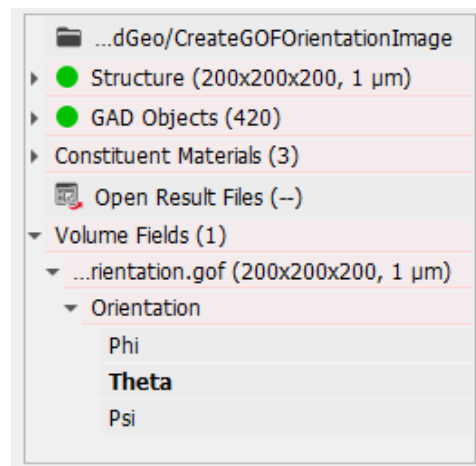 ...dGeo/CreateGOFOrientationImage
Structure (200x200x200, 1 µm)
GAD Objects (420)
Constituent Materials (3)
Open Result Files (--)
Volume Fields (1)
...rientation.gof (200x200x200, 1 µm)
Orientation
Phi
Theta
Psi